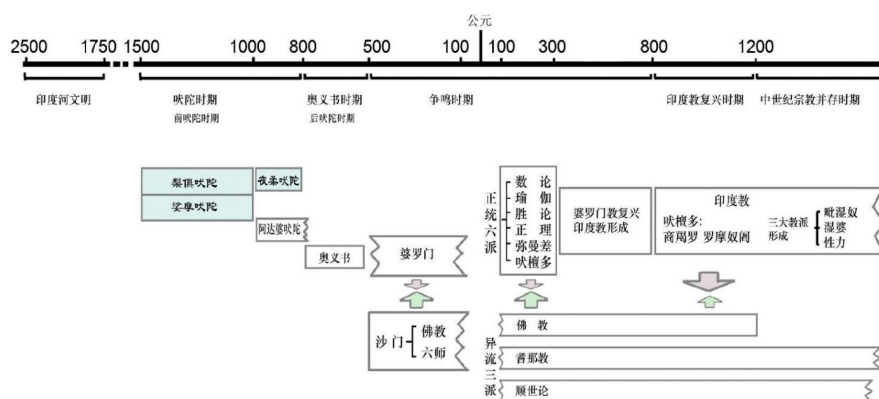 公元
2500 1750 1500 1000 800 500 100 100 300 800 1200
印度河文明 吠陀时期 奥义书时期 争鸣时期 印度教复兴时期 中世纪宗教并存时期
前吠陀时期 后吠陀时期
梨俱吠陀 夜柔吠陀
娑摩吠陀
阿达婆吠陀
奥义书
婆罗门
正统六派
数论
瑜伽
胜论
正理
弥曼差
吠檀多
婆罗门教复兴
印度教形成
印度教
吠檀多:
商羯罗 罗摩奴阇
三大教派
形成
毗湿奴
湿婆
性力
沙门
佛教
六师
异流三派
佛教
耆那教
顺世论